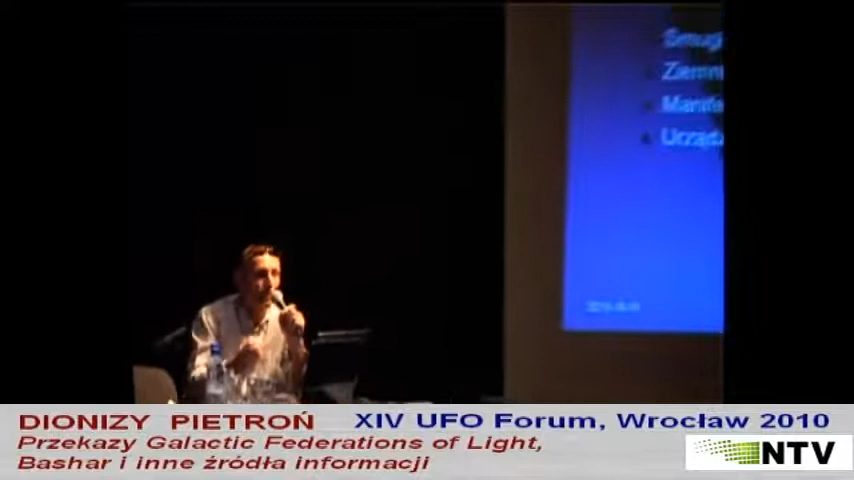 Smug
Ziemn
Manife
Urządz
DIONIZY PIETROŃ
XIV UFO Forum, Wrocław 2010
Przekazy Galactic Federations of Light,
Bashar i inne źródła informacji
NTV